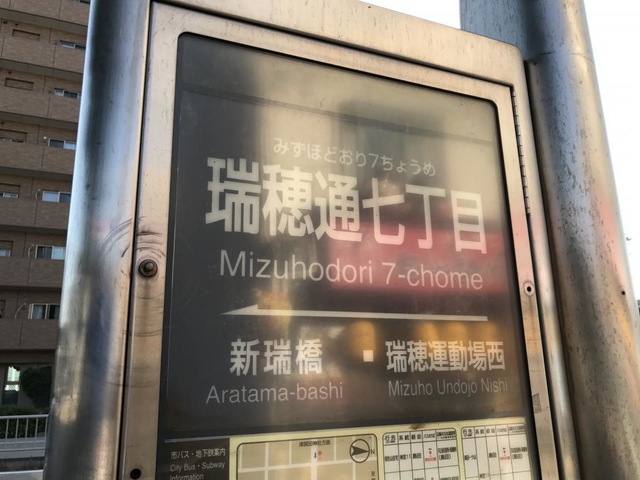 みずほどおり7ちょうめ
瑞穂通七丁目
Mizuhodori 7-chome
新瑞橋 瑞穂運動場西
Aratama-bashi Mizuho Undojo Nishi
市バス・地下鉄案内
City Bus・Subway
Information